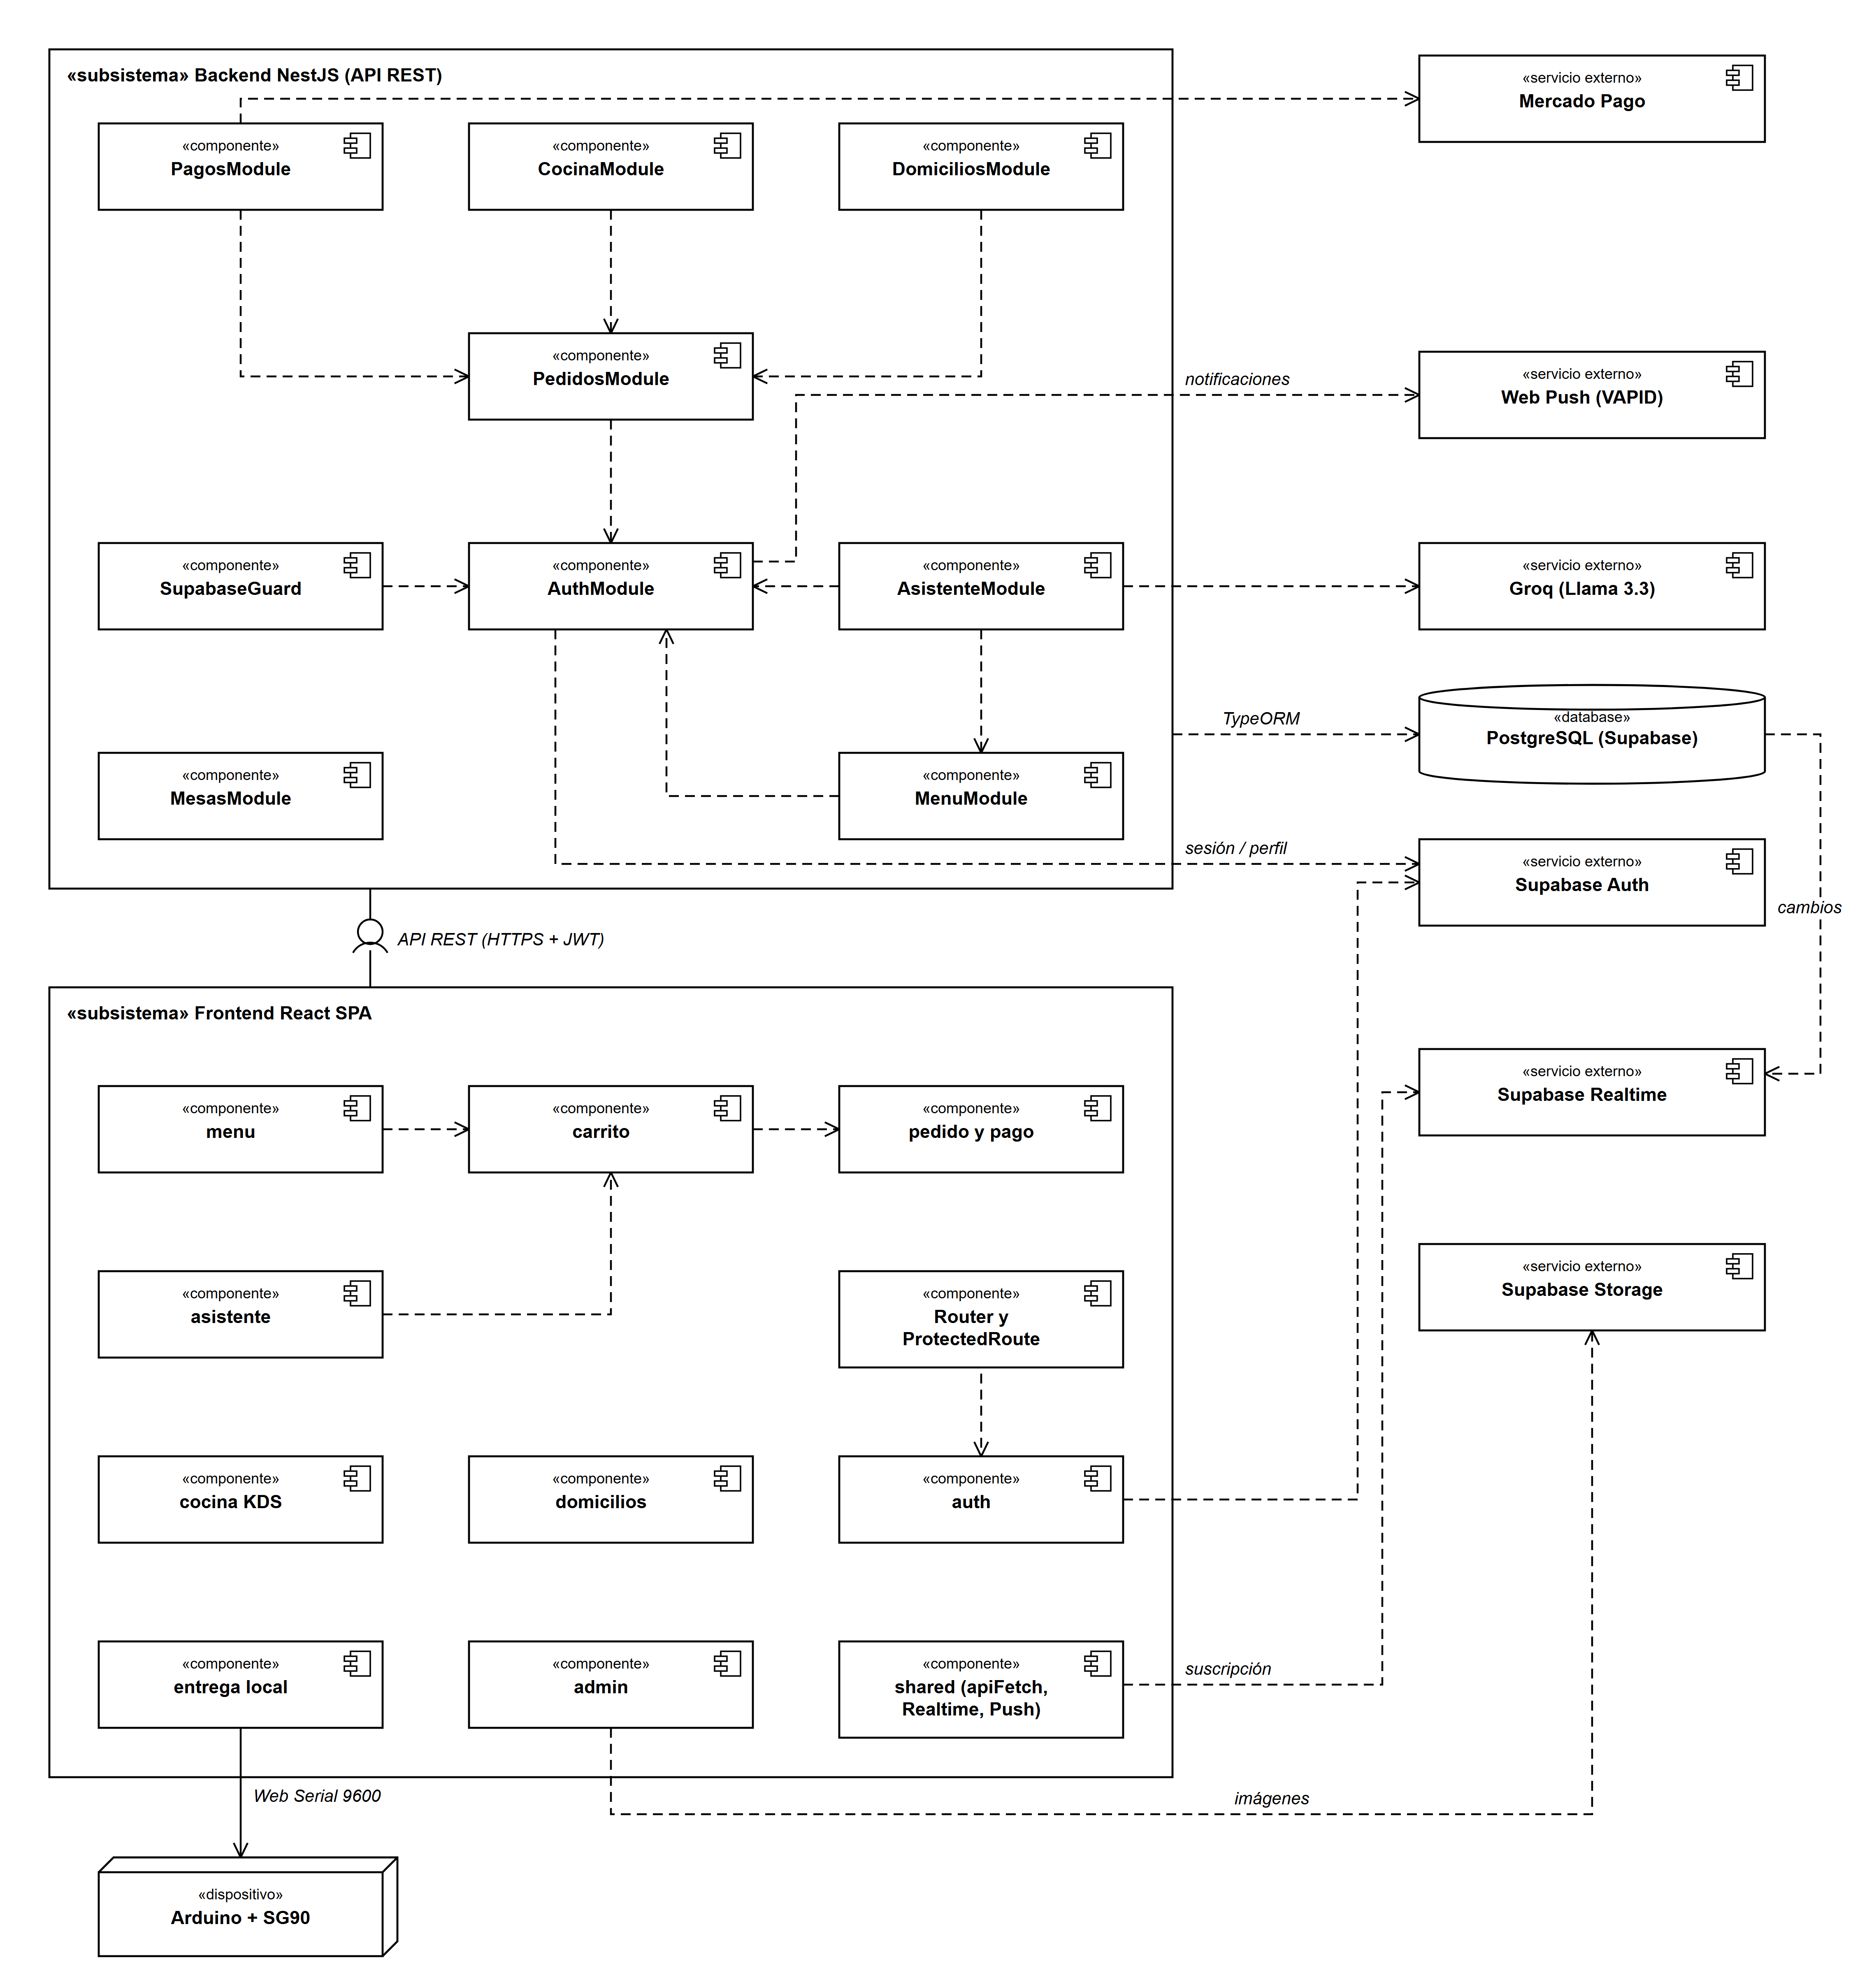 «subsistema» Backend NestJS (API REST)
«servicio externo»
Mercado Pago
«componente»
PagosModule
«componente»
CocinaModule
«componente»
DomiciliosModule
«componente»
PedidosModule
notificaciones
«servicio externo»
Web Push (VAPID)
«componente»
SupabaseGuard
«componente»
AuthModule
«componente»
AsistenteModule
«servicio externo»
Groq (Llama 3.3)
TypeORM
«database»
PostgreSQL (Supabase)
«componente»
MesasModule
«componente»
MenuModule
sesión / perfil
«servicio externo»
Supabase Auth
cambios
API REST (HTTPS + JWT)
«subsistema» Frontend React SPA
«servicio externo»
Supabase Realtime
«componente»
menu
«componente»
carrito
«componente»
pedido y pago
«servicio externo»
Supabase Storage
«componente»
asistente
«componente»
Router y
ProtectedRoute
«componente»
cocina KDS
«componente»
domicilios
«componente»
auth
«componente»
entrega local
«componente»
admin
«componente»
shared (apiFetch,
Realtime, Push)
suscripción
Web Serial 9600
imágenes
«dispositivo»
Arduino + SG90